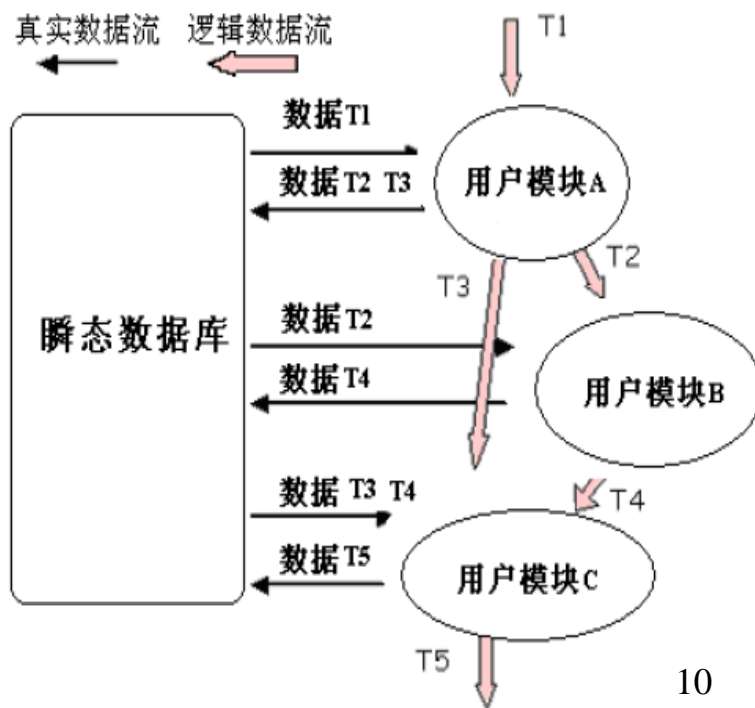 真实数据流 逻辑数据流
T1
数据T1
用户模块A
数据T2 T3
T2
T3
数据T2
瞬态数据库
数据T4
用户模块B
数据 T3 T4
T4
数据T5
用户模块C
T5
10